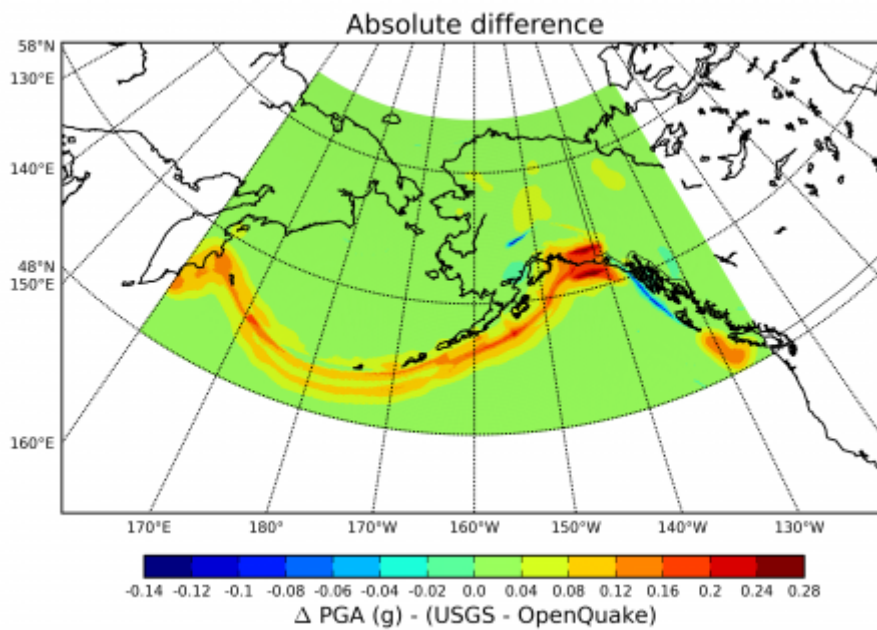 Absolute difference
58°N
130°E
140°E
48°N
150°E
160°E
170°E 180° 170°W 160°W 150°W 140°W 130°W
-0.14 -0.12 -0.1 -0.08 -0.06 -0.04 -0.02 0.0 0.04 0.08 0.12 0.16 0.2 0.24 0.28
Δ PGA (g) - (USGS - OpenQuake)